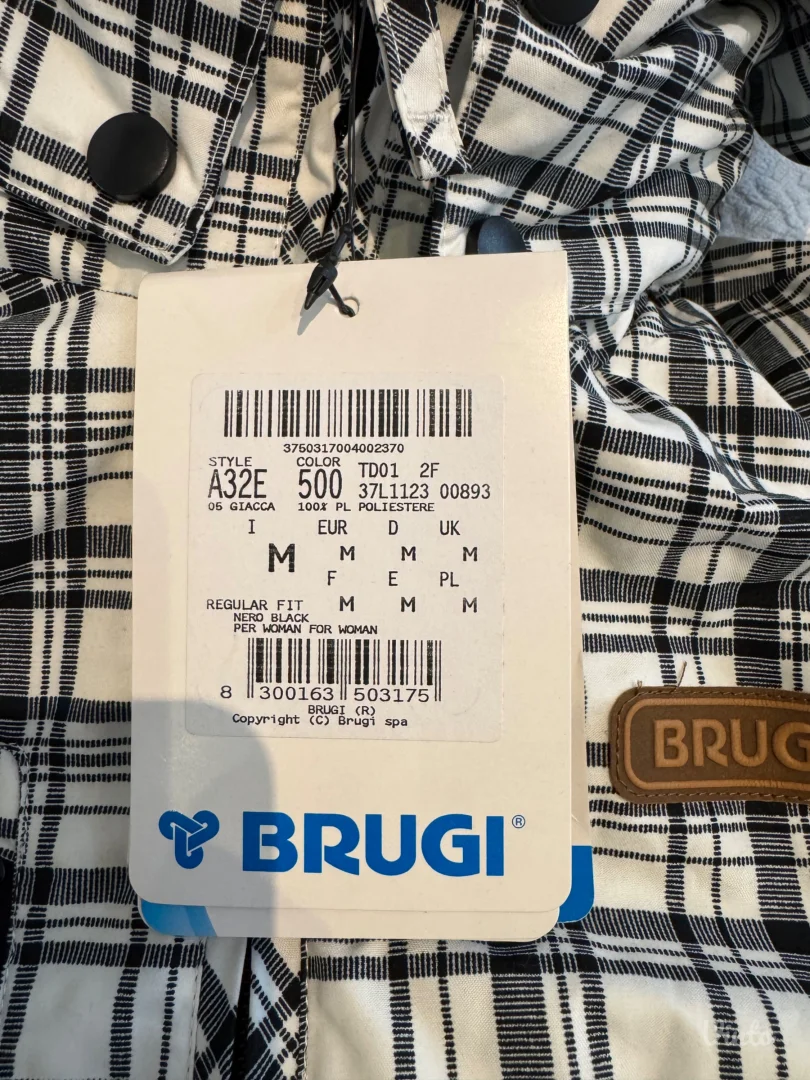 3750317004002370
STYLE COLOR TD01 2F
A32E 500 37L1123 00893
05 GIACCA 100% PL POLIESTERE
I EUR D UK
M M M M
F E PL
REGULAR FIT M M M
NERO BLACK
PER WOMAN FOR WOMAN
8 300163 503175
BRUGI (R)
Copyright (C) Brugi spa
BRUGI®
BRUG